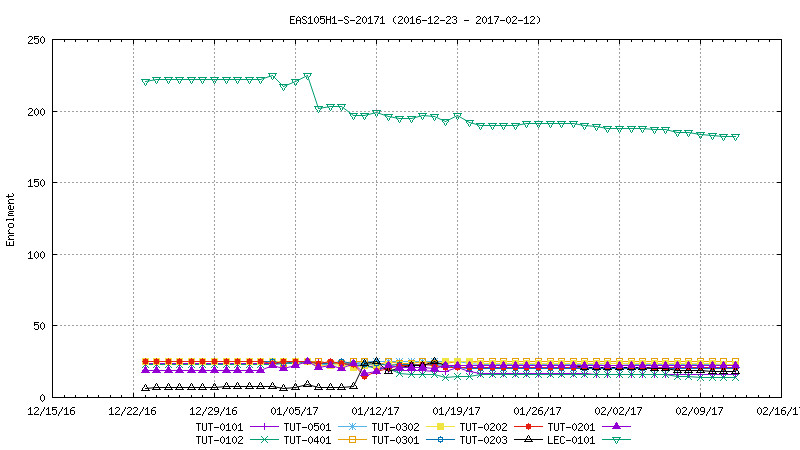 EAS105H1-S-20171 (2016-12-23 - 2017-02-12)
250
200
150
100
50
0
Enrolment
12/15/16 12/22/16 12/29/16 01/05/17 01/12/17 01/19/17 01/26/17 02/02/17 02/09/17 02/16/17
TUT-0101 TUT-0501 TUT-0302 TUT-0202 TUT-0201
TUT-0102 TUT-0401 TUT-0301 TUT-0203 LEC-0101